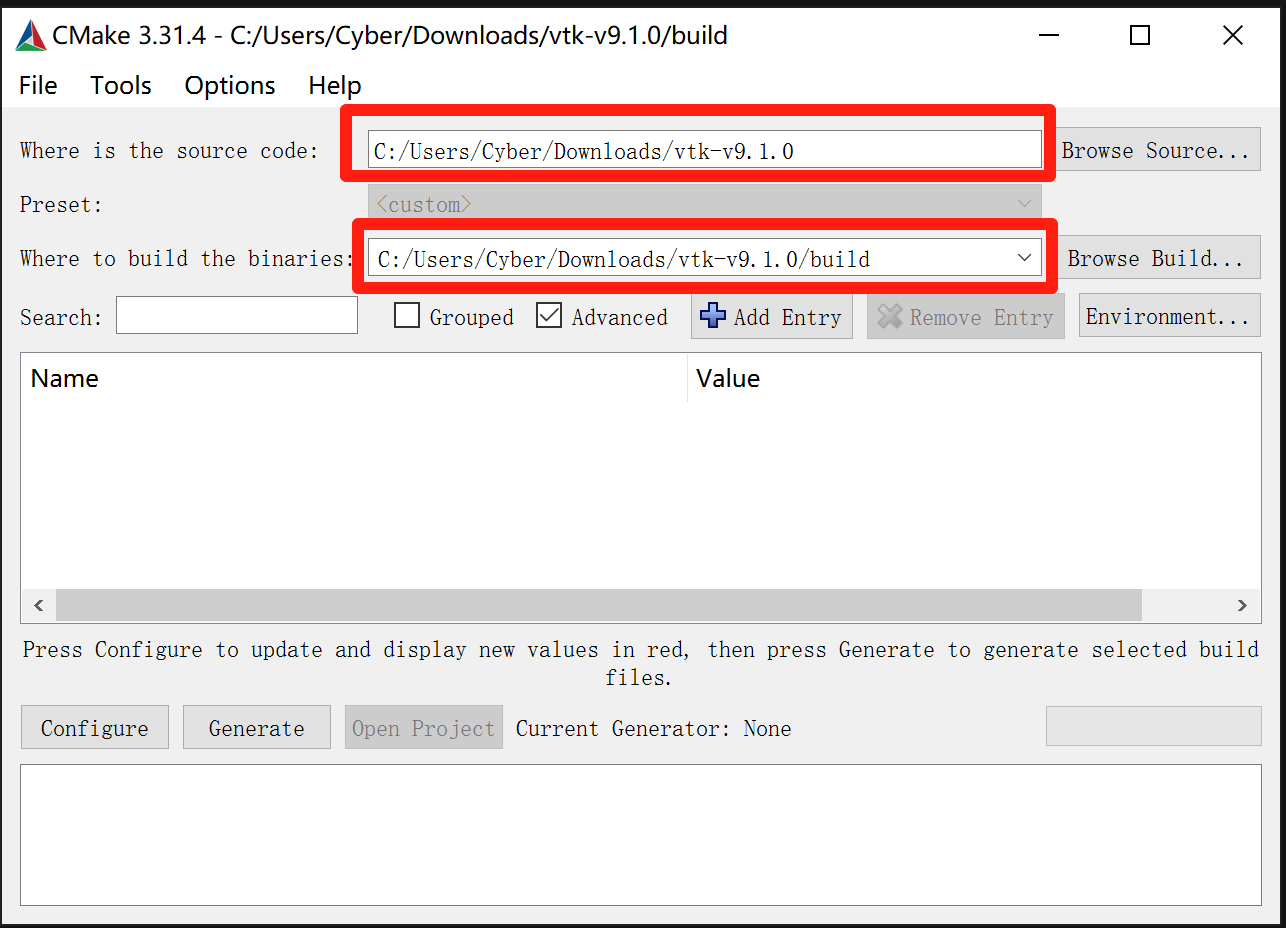 CMake 3.31.4 - C:/Users/Cyber/Downloads/vtk-v9.1.0/build
File Tools Options Help
Where is the source code: C:/Users/Cyber/Downloads/vtk-v9.1.0 Browse Source...
Preset: <custom>
Where to build the binaries: C:/Users/Cyber/Downloads/vtk-v9.1.0/build Browse Build...
Search: Grouped Advanced Add Entry Remove Entry Environment...
Name Value
Press Configure to update and display new values in red, then press Generate to generate selected build
files.
Configure Generate Open Project Current Generator: None